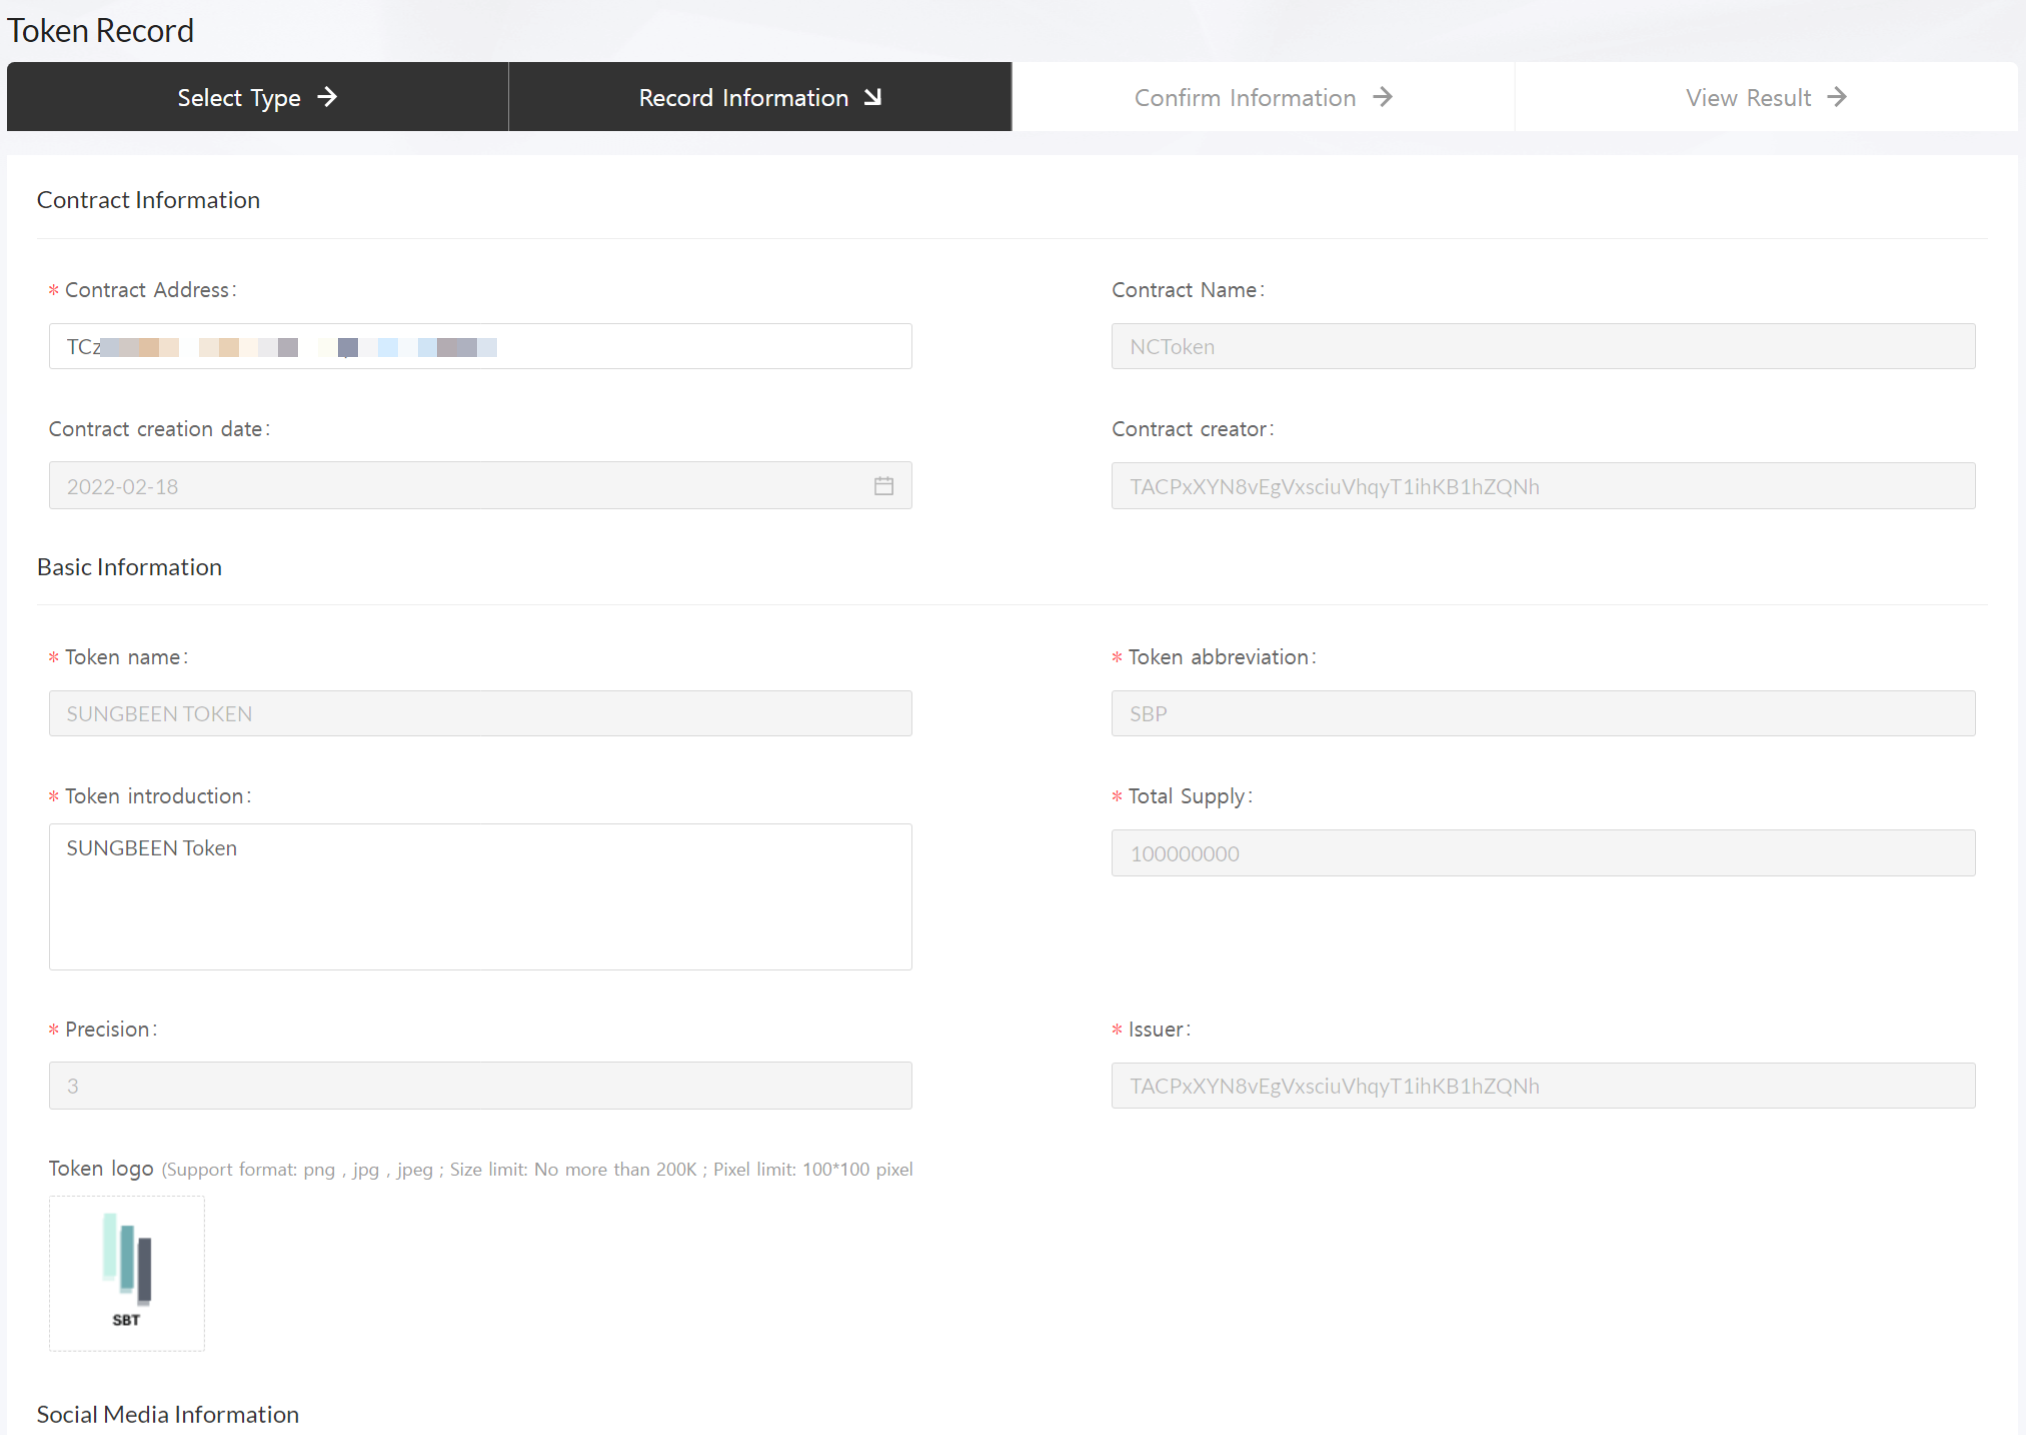 Token Record
Select Type →
Record Information ↘
Confirm Information →
View Result →
Contract Information
* Contract Address:
Contract Name:
TCz
NCToken
Contract creation date:
Contract creator:
2022-02-18
TACPxXYN8vEgVxsciuVhqyT1ihKB1hZQNh
Basic Information
* Token name:
* Token abbreviation:
SUNGBEEN TOKEN
SBP
* Token introduction:
* Total Supply:
SUNGBEEN Token
100000000
* Precision:
* Issuer:
3
TACPxXYN8vEgVxsciuVhqyT1ihKB1hZQNh
Token logo (Support format: png , jpg , jpeg ; Size limit: No more than 200K ; Pixel limit: 100*100 pixel
SBT
Social Media Information